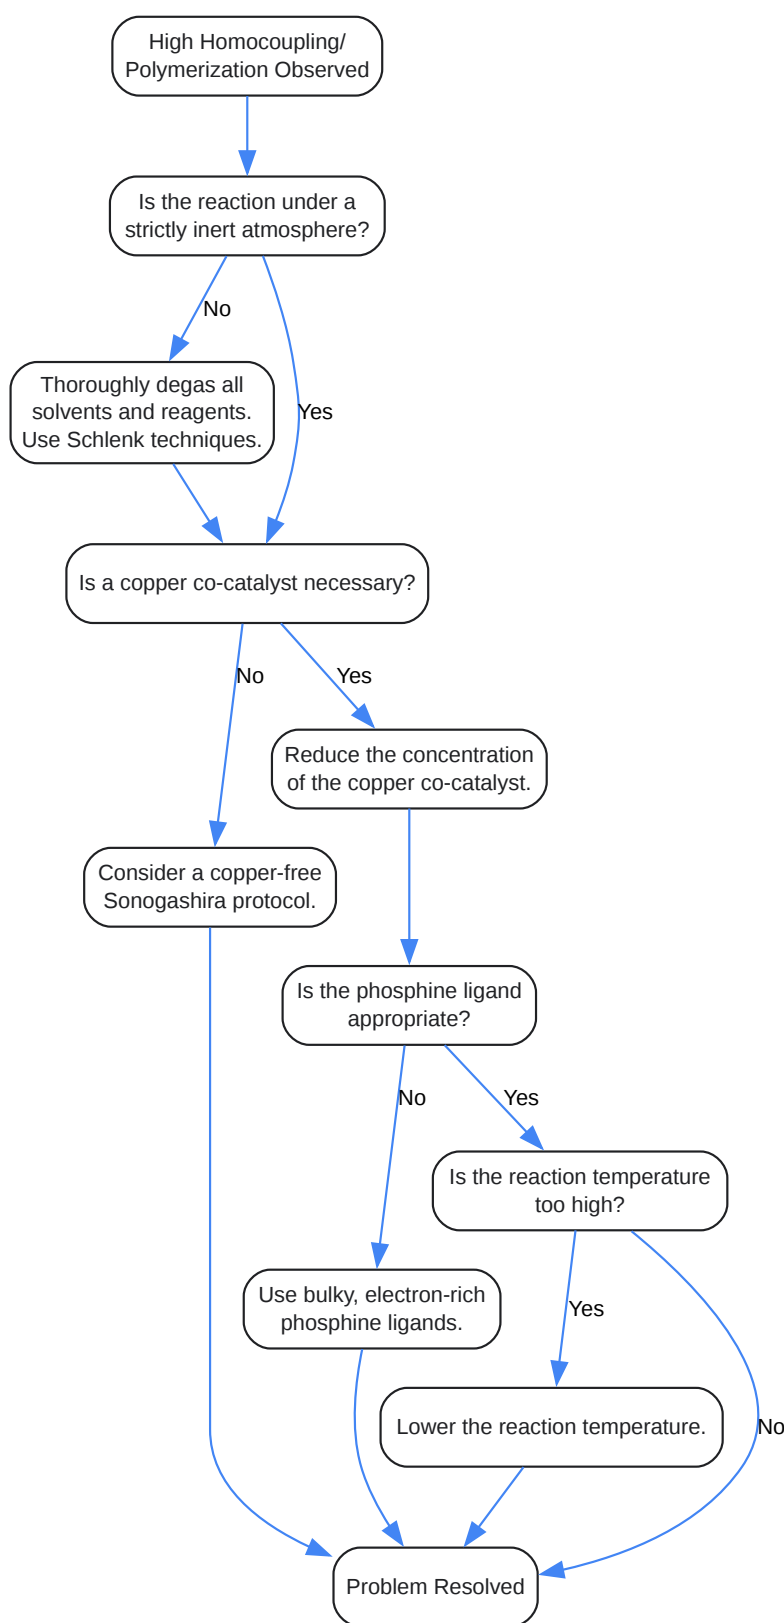 High Homocoupling/
Polymerization Observed
Is the reaction under a
strictly inert atmosphere?
No
Thoroughly degas all
solvents and reagents.
Use Schlenk techniques.
Yes
Is a copper co-catalyst necessary?
No
Yes
Reduce the concentration
of the copper co-catalyst.
Consider a copper-free
Sonogashira protocol.
Is the phosphine ligand
appropriate?
No
Yes
Is the reaction temperature
too high?
Use bulky, electron-rich
phosphine ligands.
Yes
Lower the reaction temperature.
No
Problem Resolved